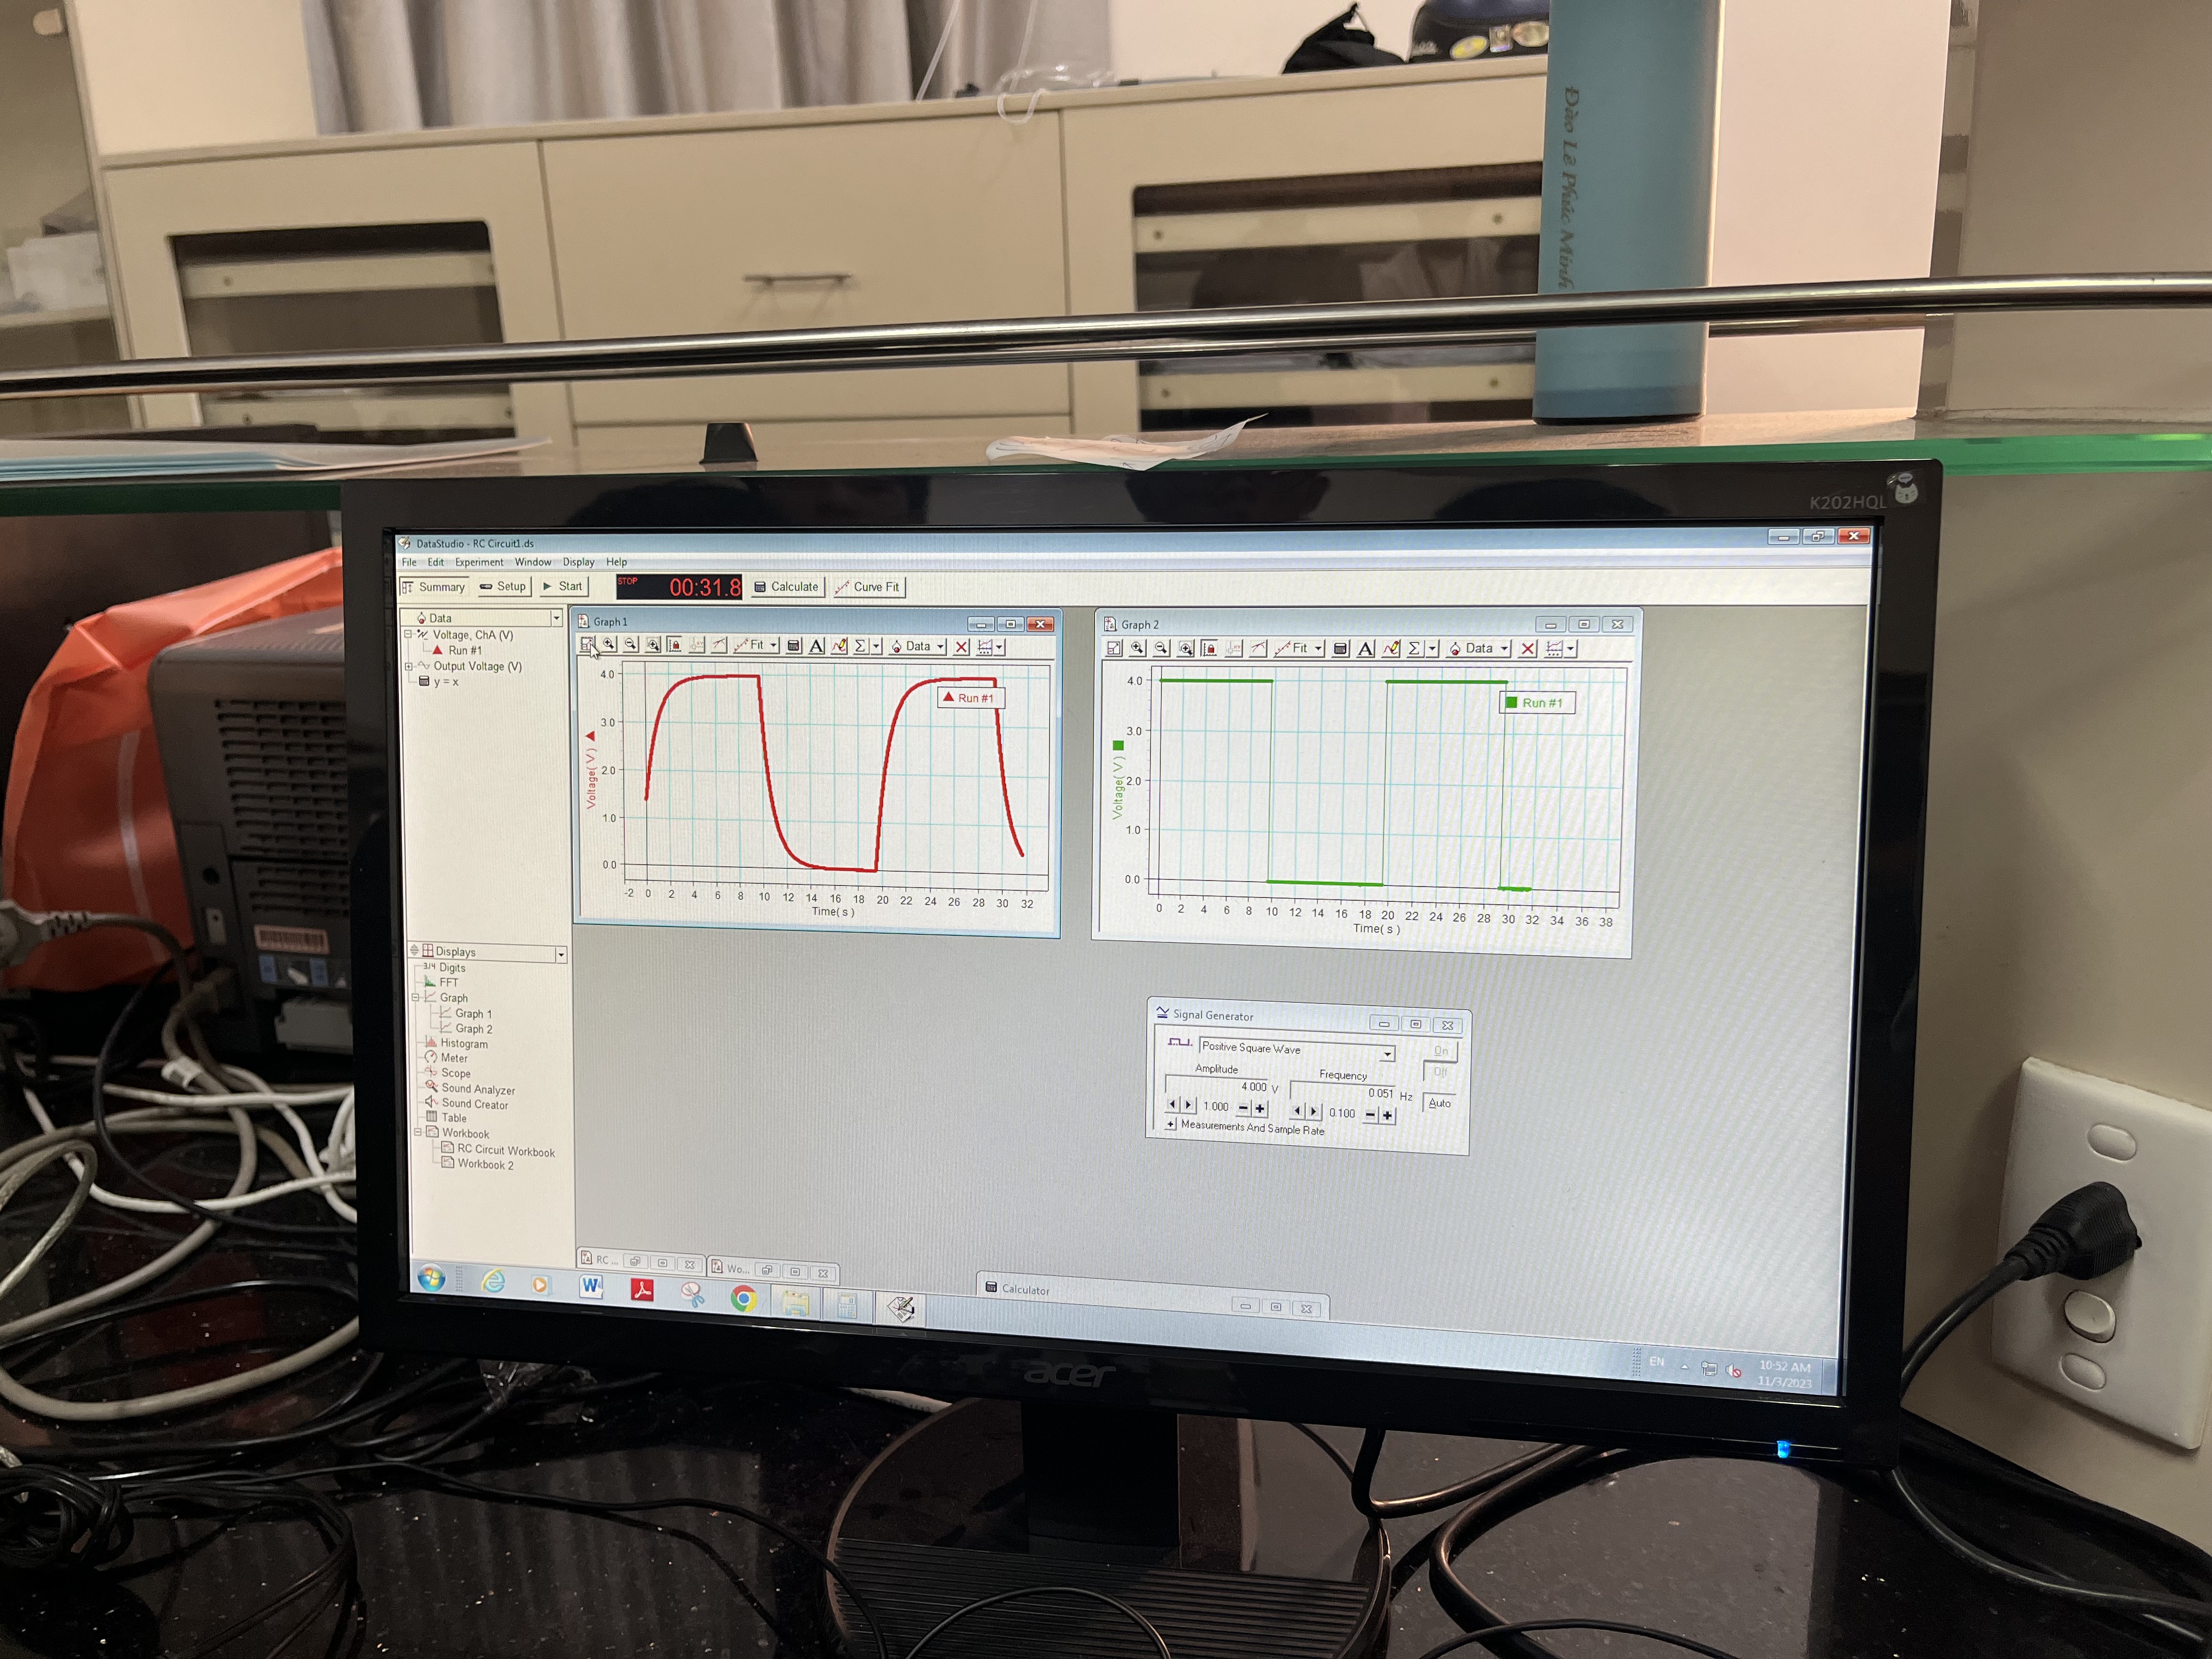 Đào Lê Phúc Minh
K202HQL
DataStudio - RC Circuit1.ds
File Edit Experiment Window Display Help
Summary Setup Start STOP 00:31.8 Calculate Curve Fit
Data
Voltage, ChA (V)
Run #1
Output Voltage (V)
y = x
Graph 1
Fit A Σ Data
Voltage( V )
4.0
3.0
2.0
1.0
0.0
Run #1
-2 0 2 4 6 8 10 12 14 16 18 20 22 24 26 28 30 32
Time( s )
Graph 2
Fit A Σ Data
Voltage( V )
4.0
3.0
2.0
1.0
0.0
Run #1
0 2 4 6 8 10 12 14 16 18 20 22 24 26 28 30 32 34 36 38
Time( s )
Displays
3.14 Digits
FFT
Graph
Graph 1
Graph 2
Histogram
Meter
Scope
Sound Analyzer
Sound Creator
Table
Workbook
RC Circuit Workbook
Workbook 2
Signal Generator
Positive Square Wave
On
Off
Amplitude Frequency
4.000 V 0.051 Hz
Auto
1.000 0.100
Measurements And Sample Rate
RC ...
Wo...
Calculator
EN
10:52 AM
11/3/2023
acer